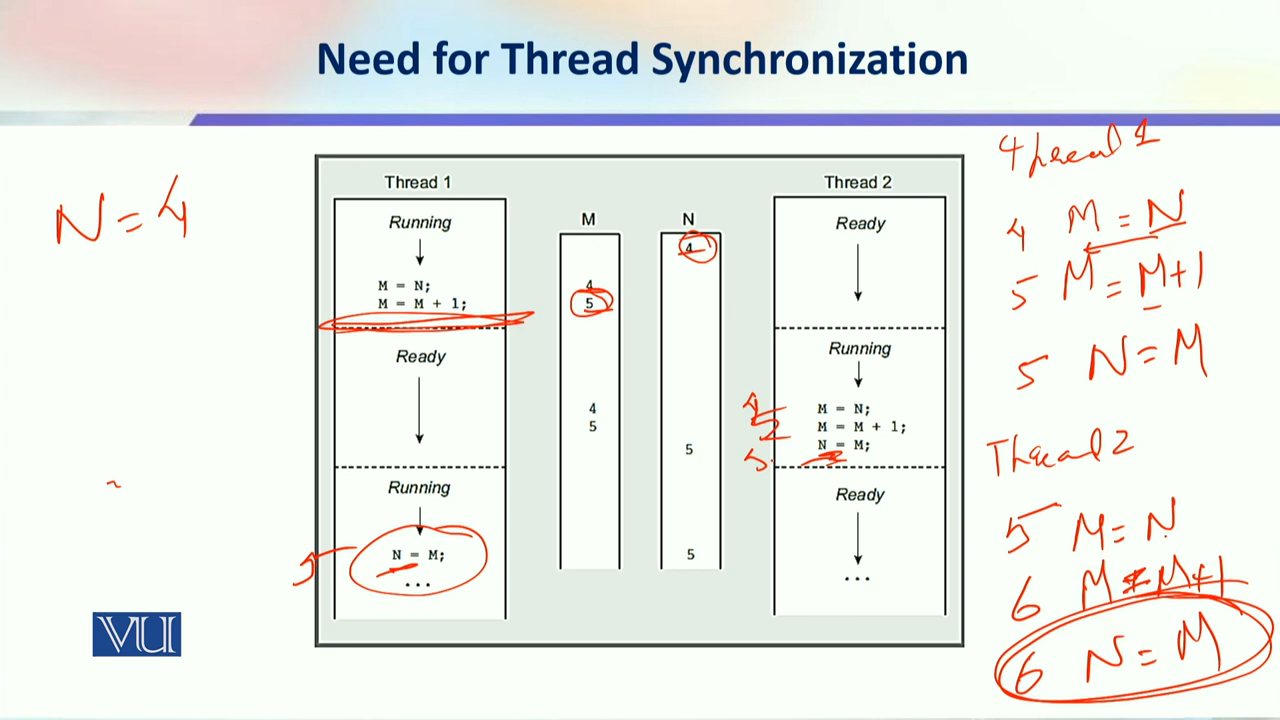 Need for Thread Synchronization
N = 4
Thread 1
Running
M = N;
M = M + 1;
Ready
Running
N = M;
...
5
M
4
5
4
5
N
4
5
5
Thread 2
Ready
Running
M = N;
M = M + 1;
N = M;
Ready
...
4
5
Thread 1
4 M = N
5 M = M+1
5 N = M
Thread 2
5 M = N
6 M = M+1
6 N = M
VU